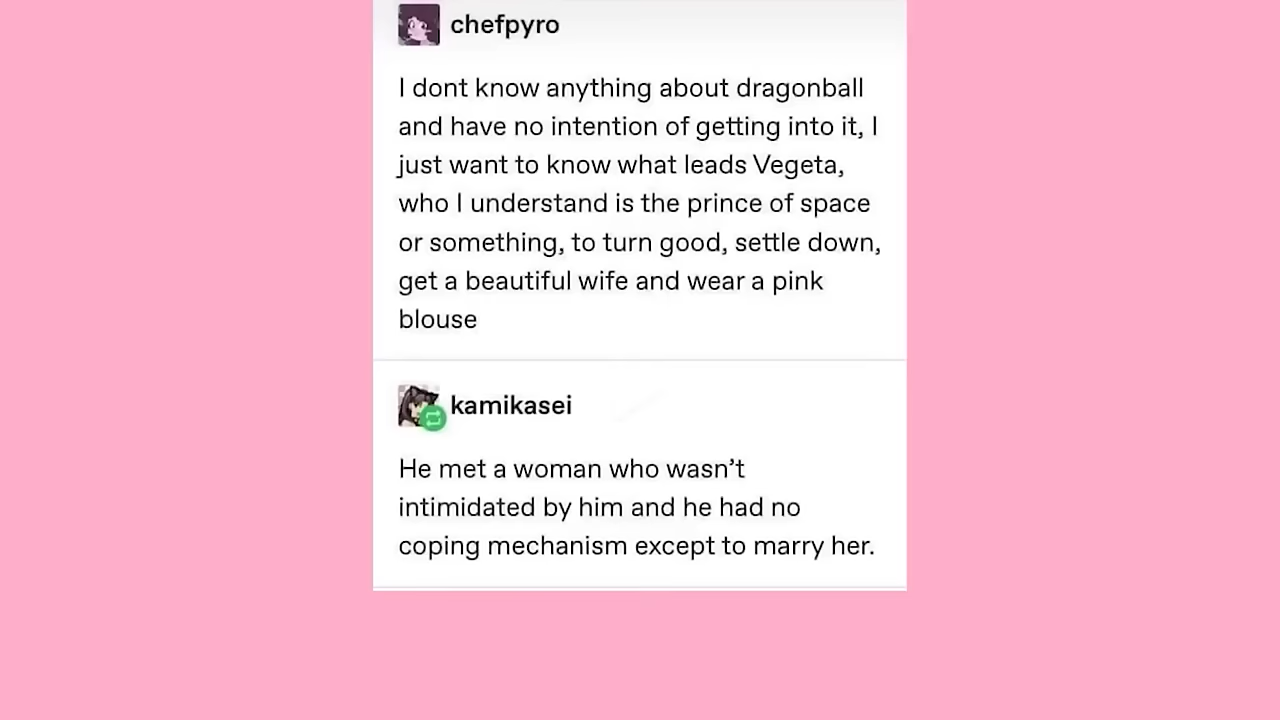 chefpyro
I dont know anything about dragonball
and have no intention of getting into it, I
just want to know what leads Vegeta,
who I understand is the prince of space
or something, to turn good, settle down,
get a beautiful wife and wear a pink
blouse
kamikasei
He met a woman who wasn’t
intimidated by him and he had no
coping mechanism except to marry her.